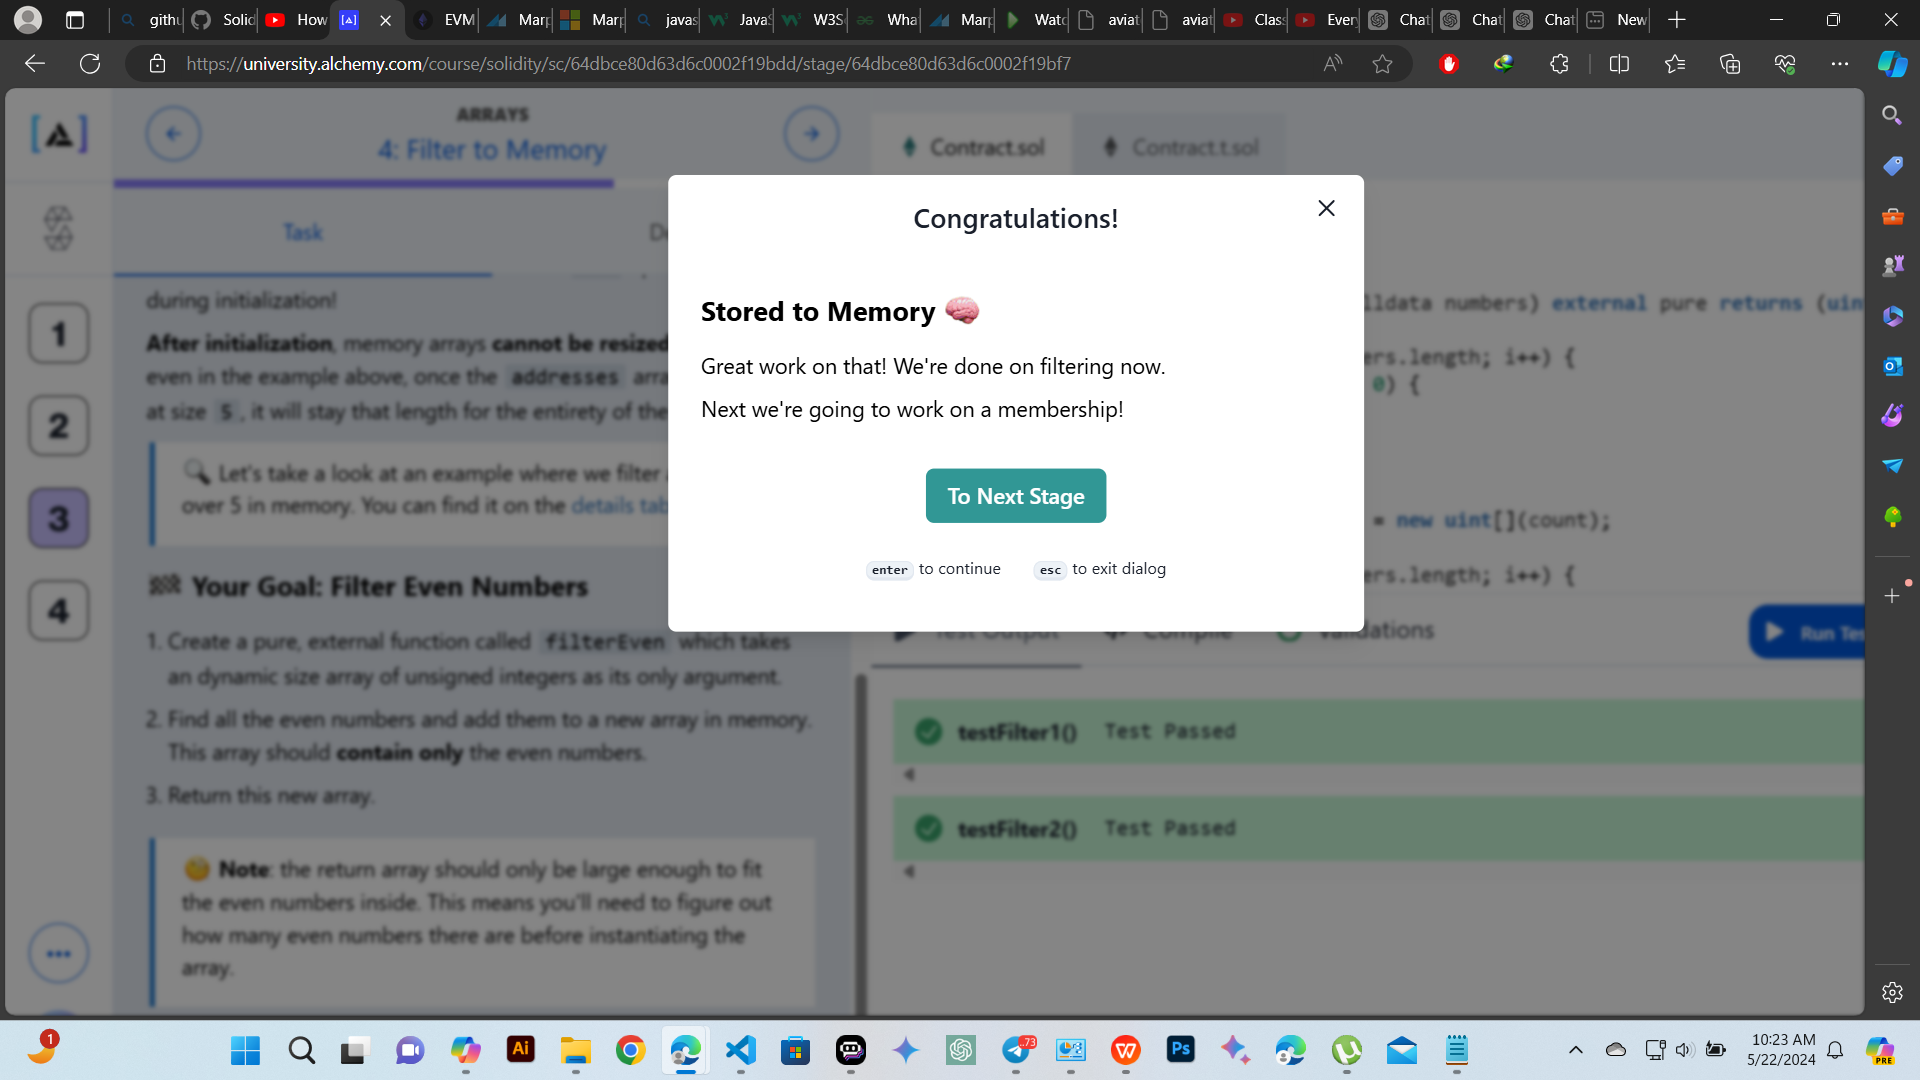 githu
Solid
How
EVM
Marp
Marp
javas
JavaS
W3S
Wha
Marp
Watc
aviat
aviat
Class
Every
Chat
Chat
Chat
New
https://university.alchemy.com/course/solidity/sc/64dbce80d63d6c0002f19bdd/stage/64dbce80d63d6c0002f19bf7
ARRAYS
4: Filter to Memory
Contract.sol
Contract.t.sol
Task
De
during initialization!
After initialization, memory arrays cannot be resized
even in the example above, once the addresses arra
at size 5, it will stay that length for the entirety of the
🔍 Let's take a look at an example where we filter
over 5 in memory. You can find it on the details tab
🏁 Your Goal: Filter Even Numbers
1. Create a pure, external function called filterEven which takes
an dynamic size array of unsigned integers as its only argument.
2. Find all the even numbers and add them to a new array in memory.
This array should contain only the even numbers.
3. Return this new array.
🧐 Note: the return array should only be large enough to fit
the even numbers inside. This means you'll need to figure out
how many even numbers there are before instantiating the
array.
1
2
3
4
Congratulations!
Stored to Memory 🧠
Great work on that! We're done on filtering now.
Next we're going to work on a membership!
To Next Stage
enter to continue
esc to exit dialog
lldata numbers) external pure returns (uin
ers.length; i++) {
0) {
= new uint[](count);
ers.length; i++) {
Test Output
Compile
Validations
Run Tes
testFilter1() Test Passed
testFilter2() Test Passed
1
Ai
.73
Ps
10:23 AM
5/22/2024
PRE